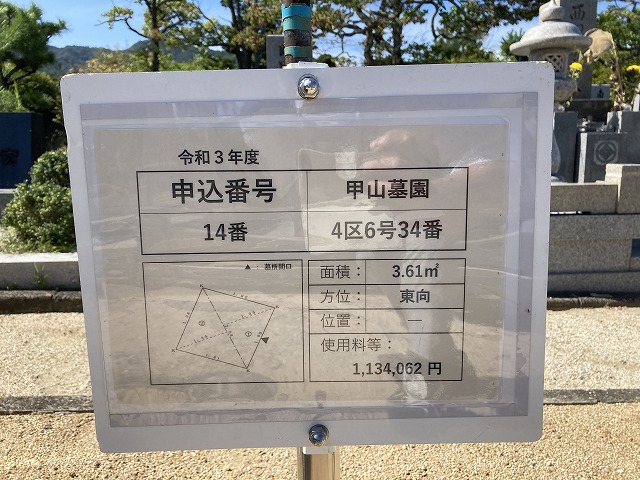 令和３年度
申込番号 甲山墓園
14番 4区6号34番
▲：墓所間口
面積： 3.61㎡
方位： 東向
位置： ―
使用料等：
1,134,062 円